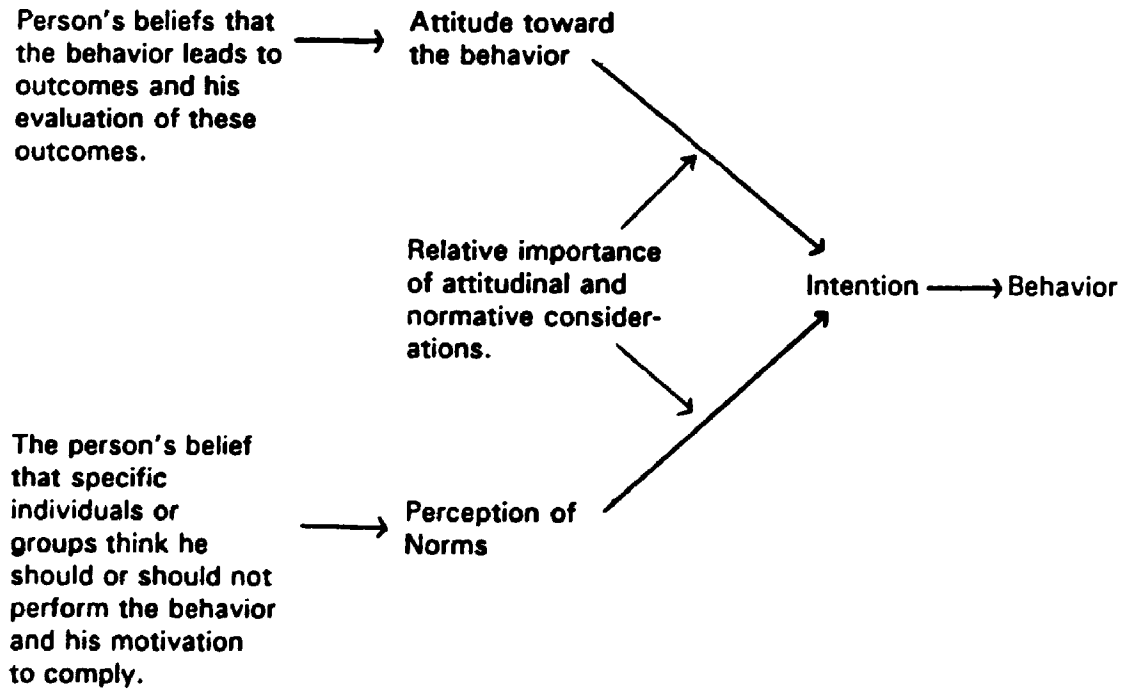 Person's beliefs that
the behavior leads to
outcomes and his
evaluation of these
outcomes.
Attitude toward
the behavior
Relative importance
of attitudinal and
normative consider-
ations.
Intention
Behavior
The person's belief
that specific
individuals or
groups think he
should or should not
perform the behavior
and his motivation
to comply.
Perception of
Norms